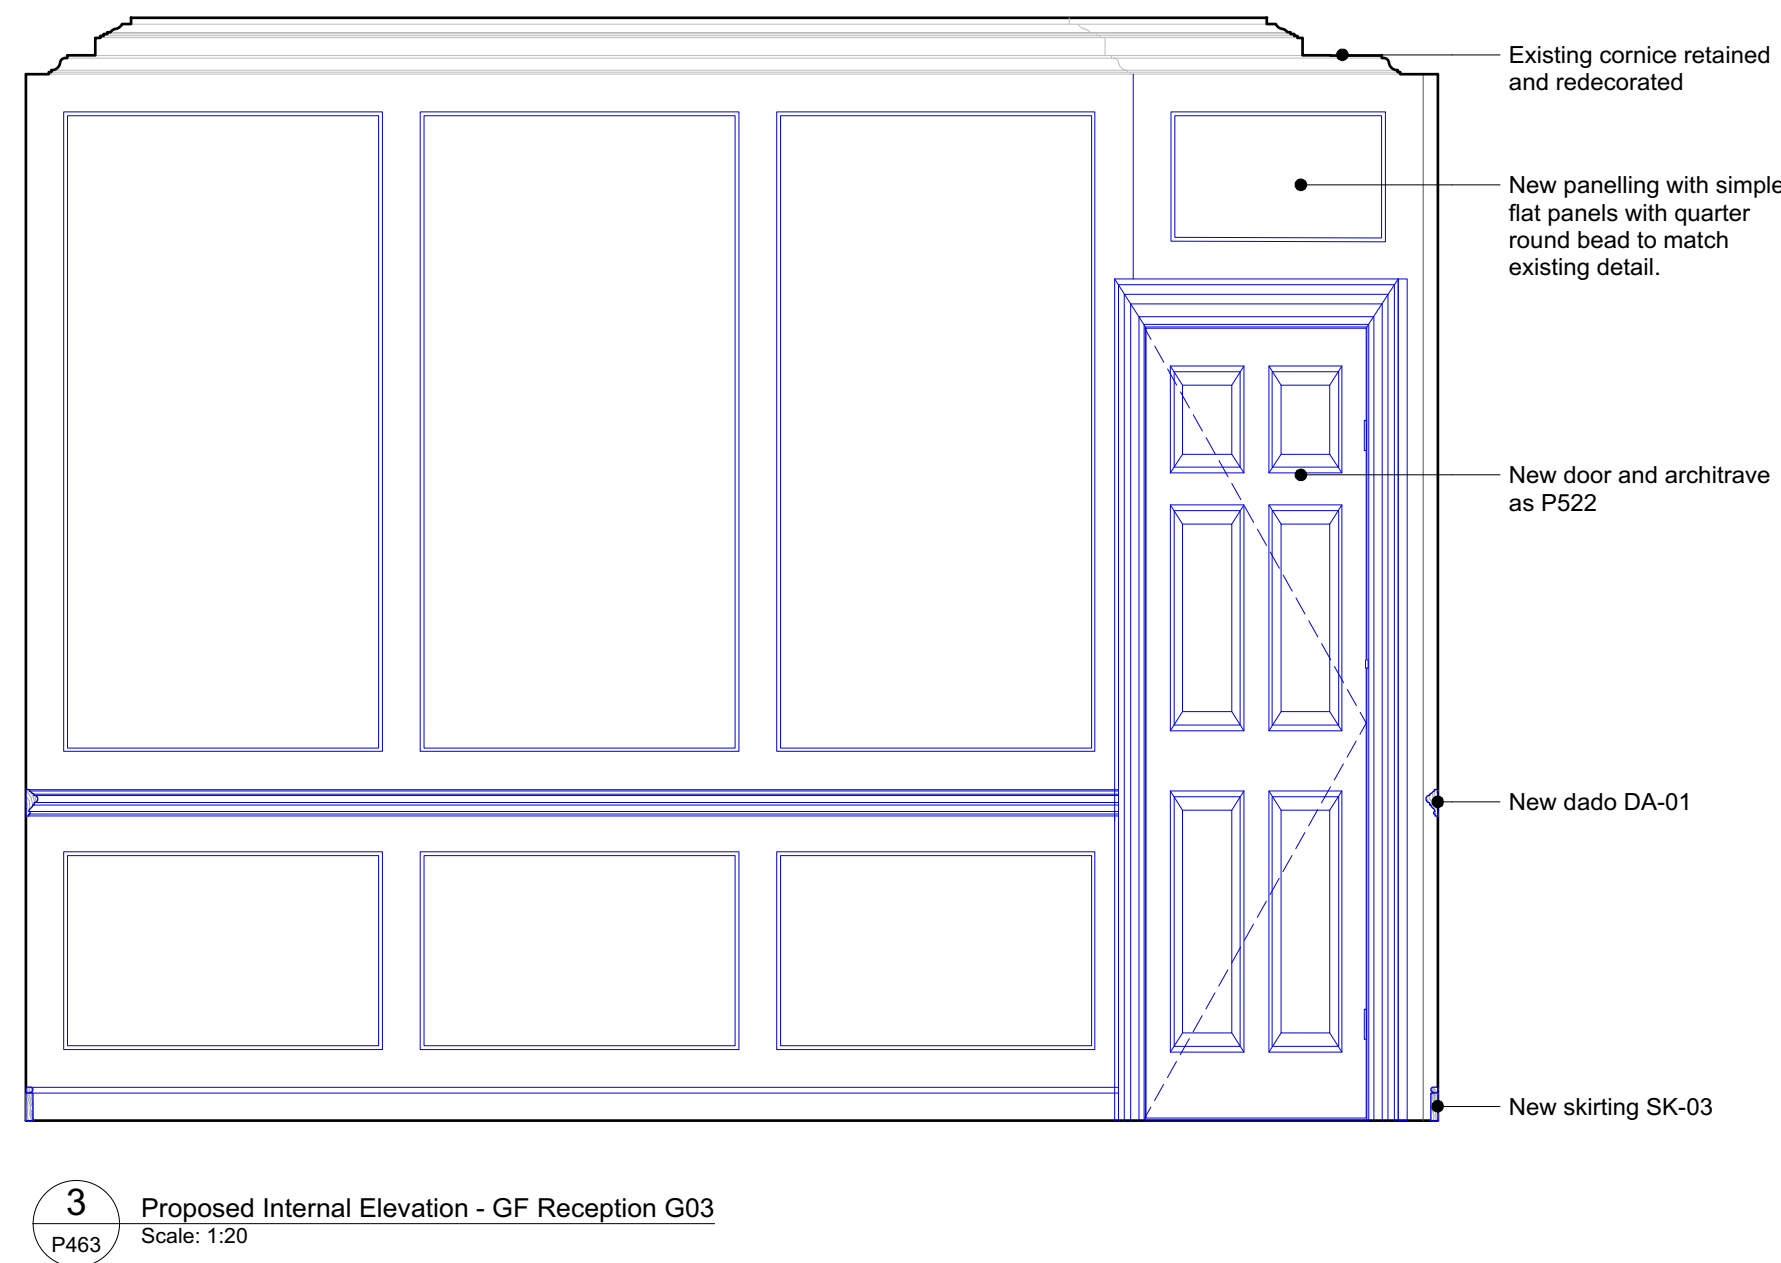 Existing cornice retained
and redecorated
New panelling with simple
flat panels with quarter
round bead to match
existing detail.
New door and architrave
as P522
New dado DA-01
New skirting SK-03
3
P463
Proposed Internal Elevation - GF Reception G03
Scale: 1:20